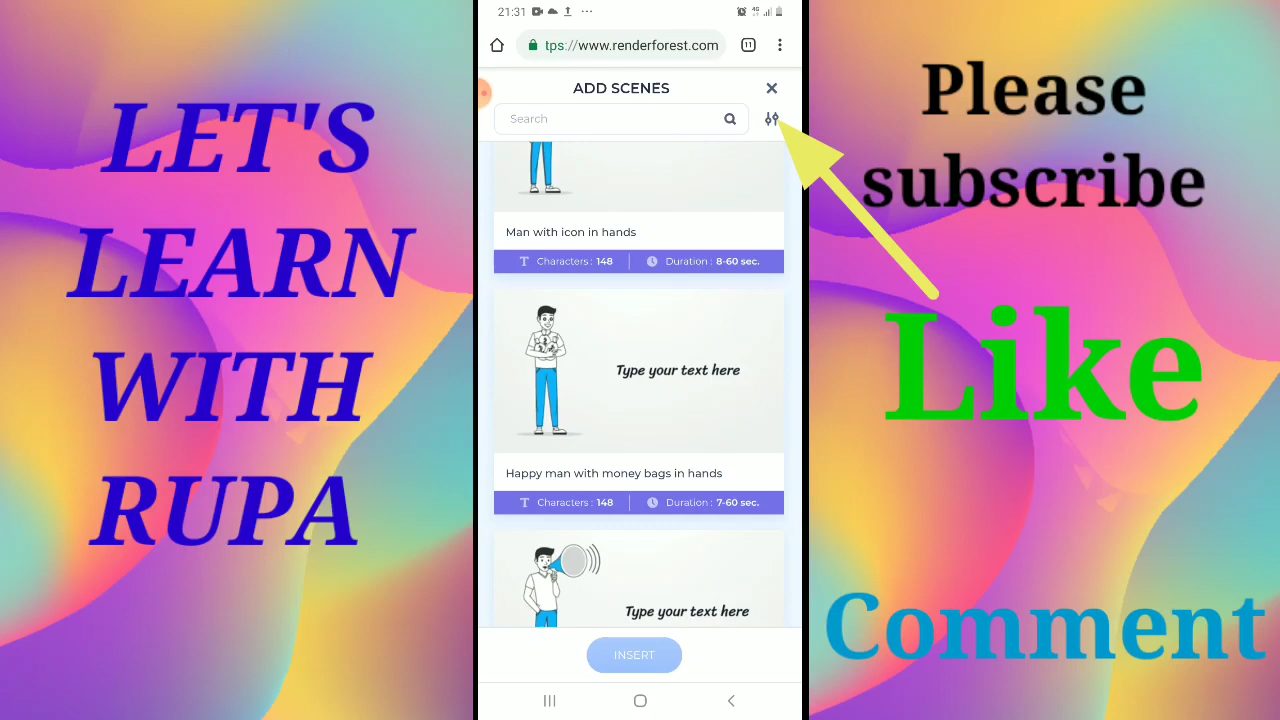 LET'S
LEARN
WITH
RUPA
21:31
4G
tps://www.renderforest.com
11
ADD SCENES
Search
Man with icon in hands
T Characters : 148 Duration : 8-60 sec.
Type your text here
Happy man with money bags in hands
T Characters : 148 Duration : 7-60 sec.
Type your text here
INSERT
Please
subscribe
Like
Comment